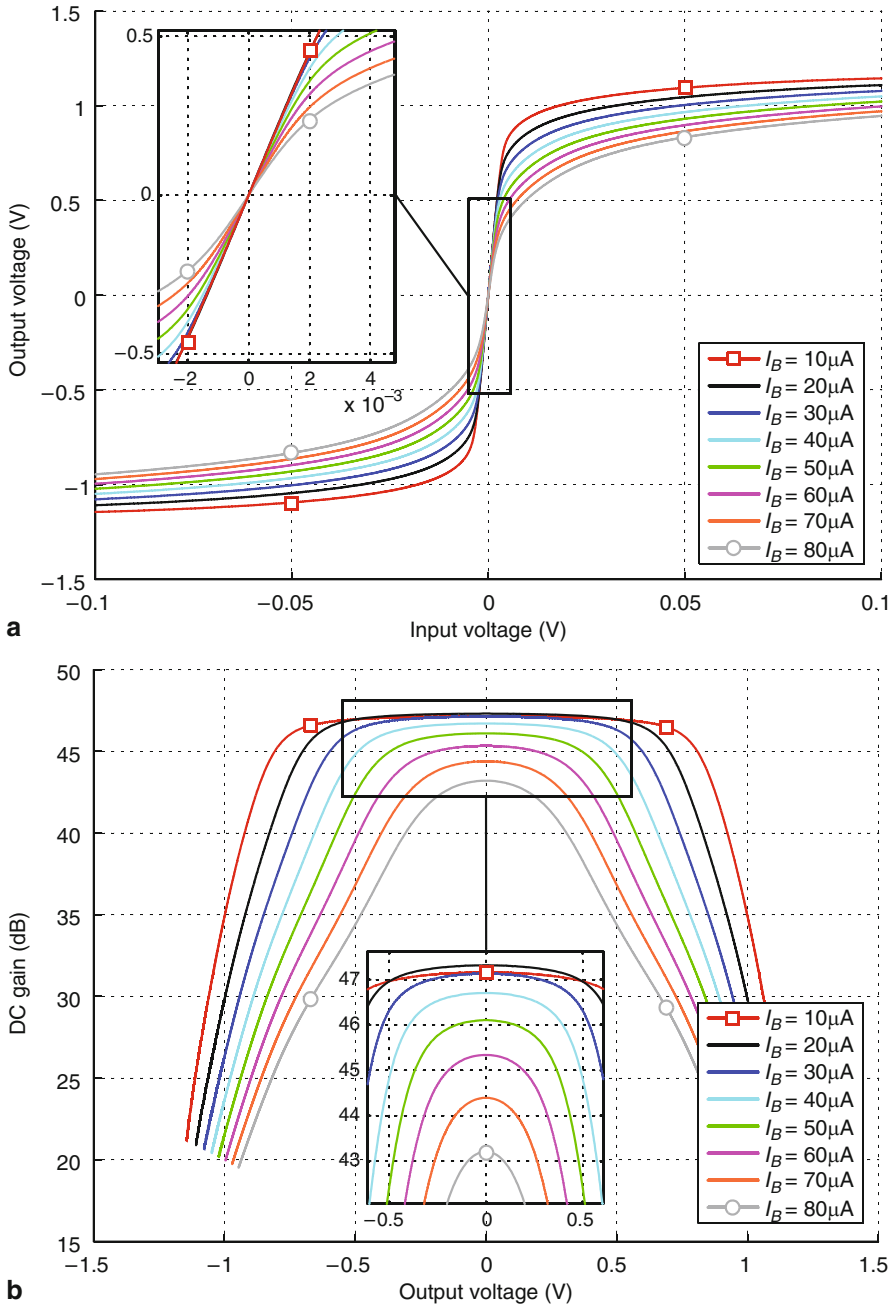 1.5
1
0.5
0
−0.5
−1
−1.5
Output voltage (V)
0.5
0
−0.5
−2
0
2
4
x 10−3
I_B = 10μA
I_B = 20μA
I_B = 30μA
I_B = 40μA
I_B = 50μA
I_B = 60μA
I_B = 70μA
I_B = 80μA
−0.1
−0.05
0
0.05
0.1
Input voltage (V)
a
50
45
40
35
30
25
20
15
DC gain (dB)
47
46
45
44
43
−0.5
0
0.5
I_B = 10μA
I_B = 20μA
I_B = 30μA
I_B = 40μA
I_B = 50μA
I_B = 60μA
I_B = 70μA
I_B = 80μA
−1.5
−1
−0.5
0
0.5
1
1.5
Output voltage (V)
b